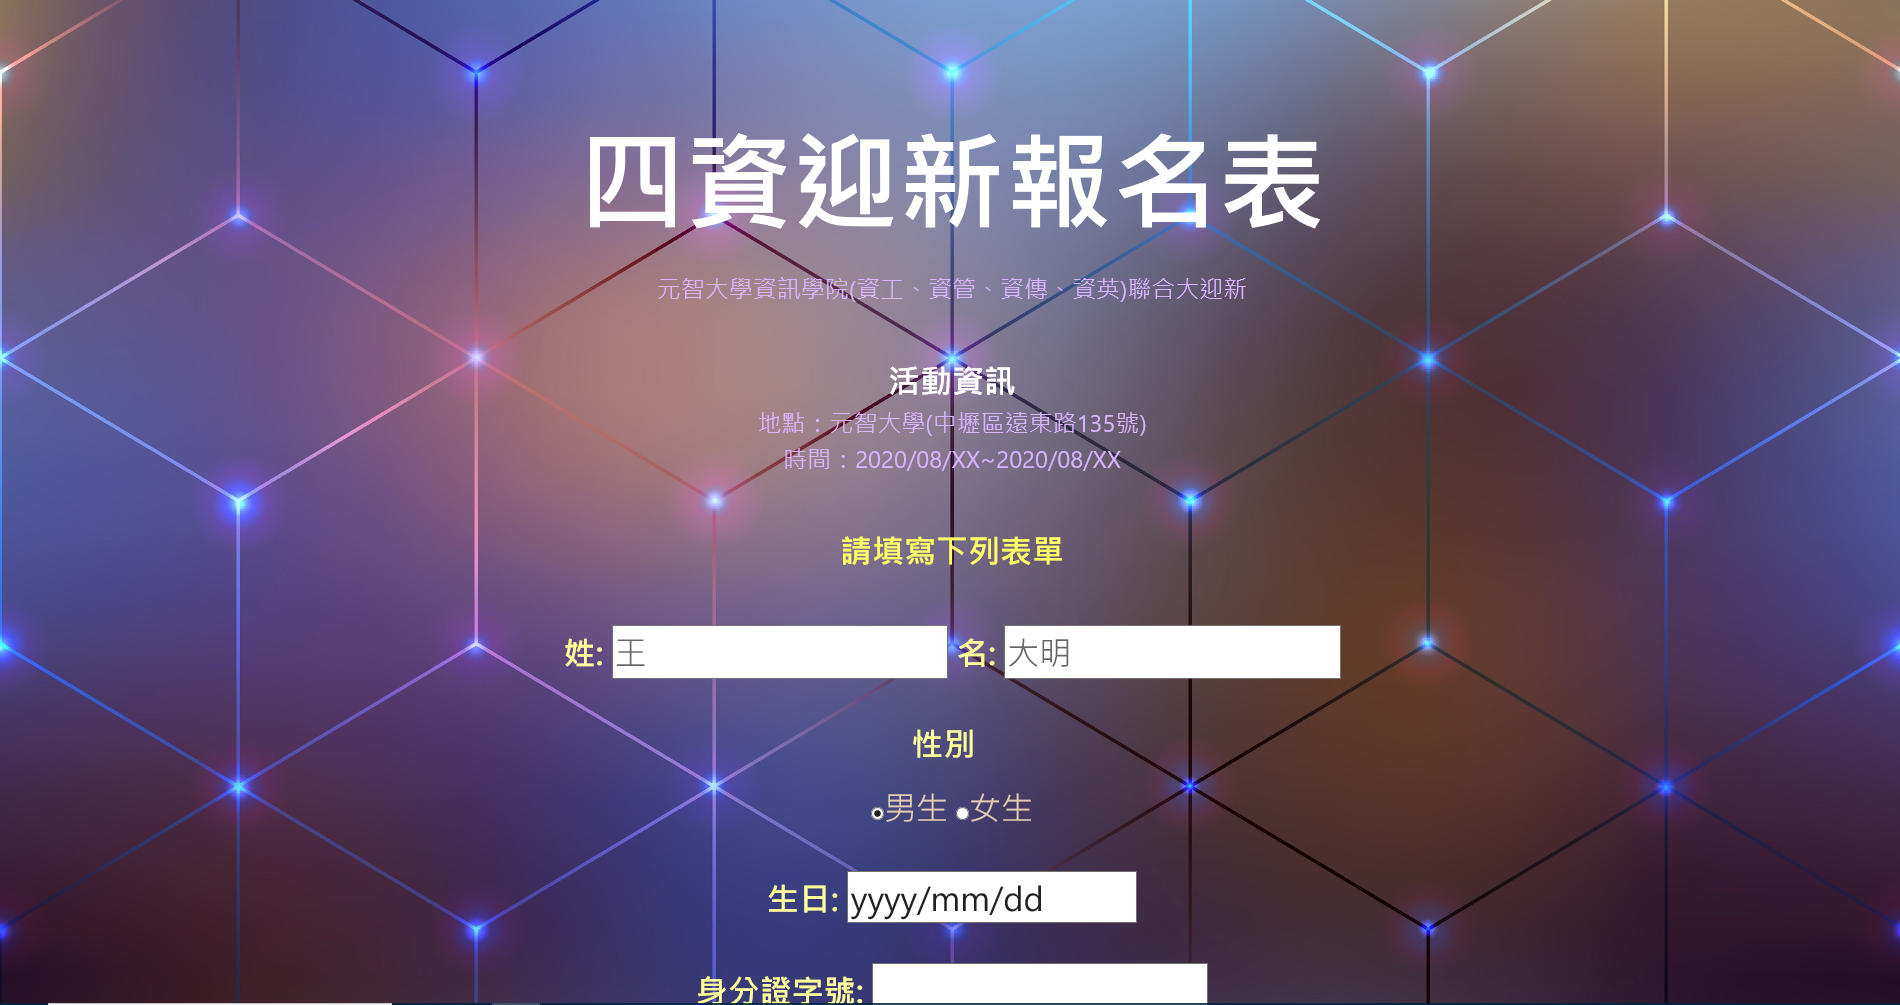 四資迎新報名表
元智大學資訊學院(資工、資管、資傳、資英)聯合大迎新
活動資訊
地點：元智大學(中壢區遠東路135號)
時間：2020/08/XX~2020/08/XX
請填寫下列表單
姓: 王 名: 大明
性別
男生 女生
生日: yyyy/mm/dd
身分證字號: